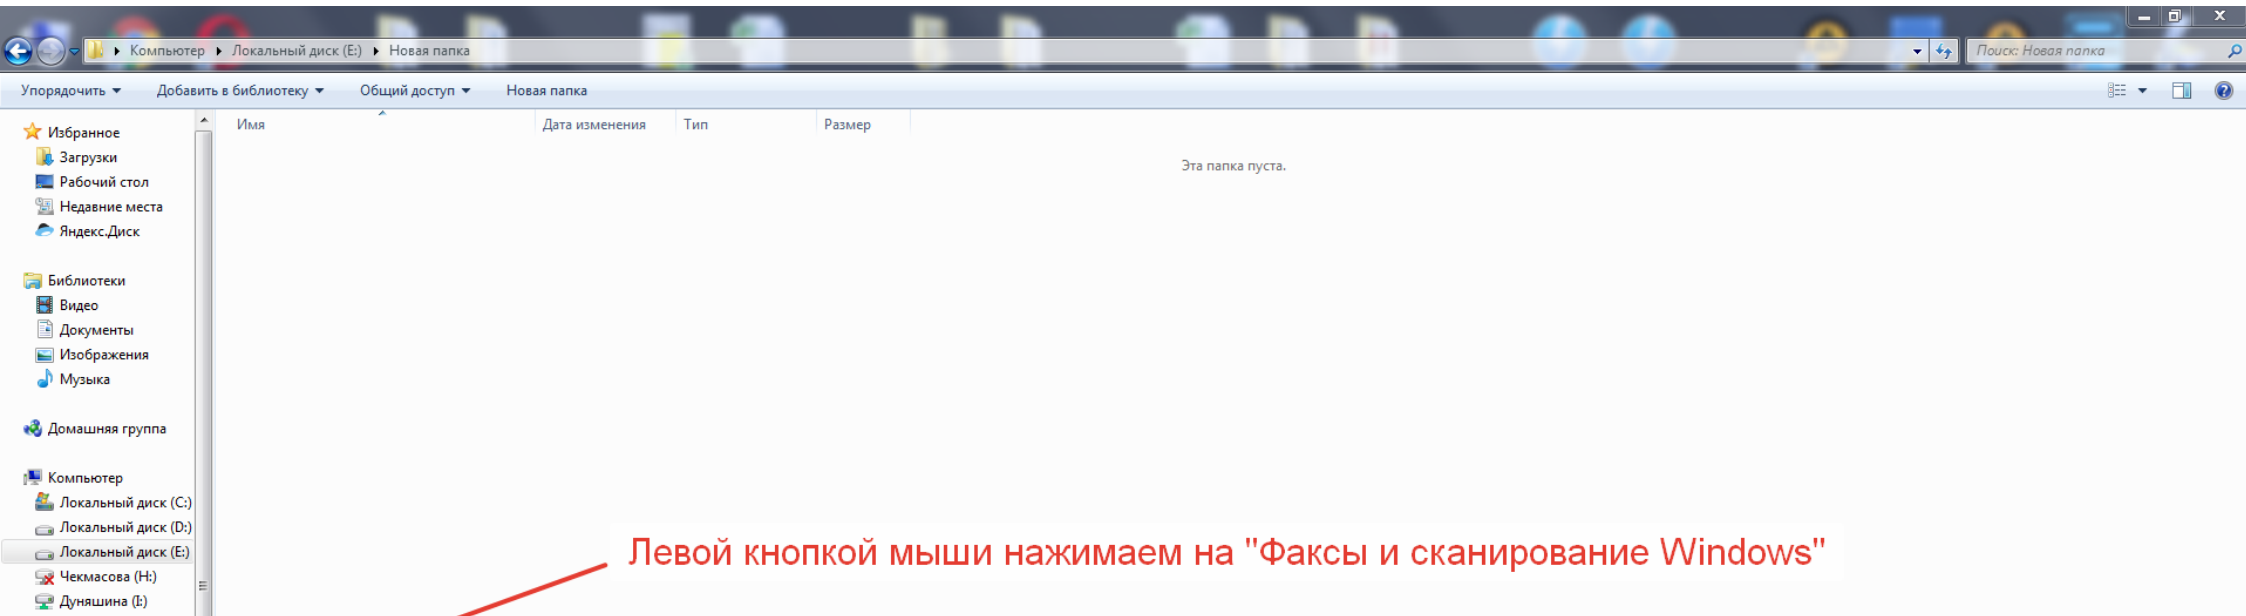 Компьютер Локальный диск (E:) Новая папка
Поиск: Новая папка
Упорядочить Добавить в библиотеку Общий доступ Новая папка
Имя Дата изменения Тип Размер
Эта папка пуста.
Избранное
Загрузки
Рабочий стол
Недавние места
Яндекс.Диск
Библиотеки
Видео
Документы
Изображения
Музыка
Домашняя группа
Компьютер
Локальный диск (C:)
Локальный диск (D:)
Локальный диск (E:)
Чекмасова (H:)
Дуняшина (I:)
Левой кнопкой мыши нажимаем на "Факсы и сканирование Windows"